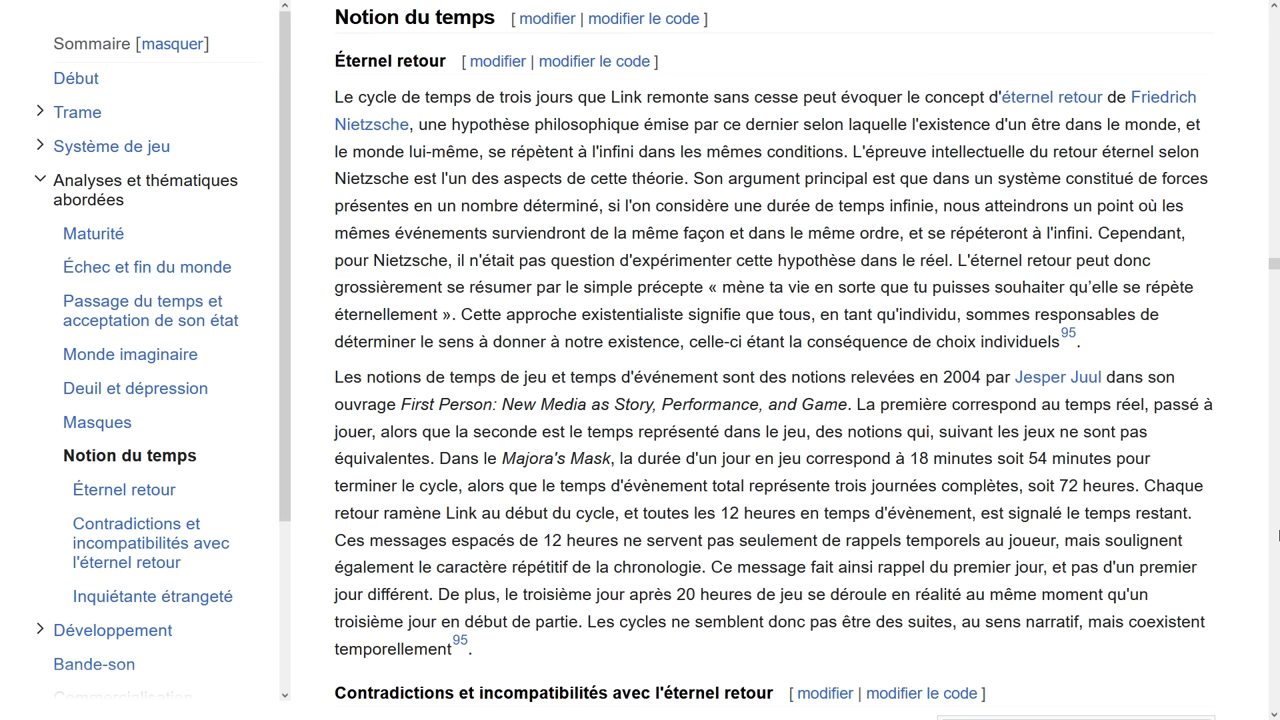 Sommaire [masquer]
Début
Trame
Système de jeu
Analyses et thématiques
abordées
Maturité
Échec et fin du monde
Passage du temps et
acceptation de son état
Monde imaginaire
Deuil et dépression
Masques
Notion du temps
Éternel retour
Contradictions et
incompatibilités avec
l'éternel retour
Inquiétante étrangeté
Développement
Bande-son
Commercialisation
Notion du temps [ modifier | modifier le code ]
Éternel retour [ modifier | modifier le code ]
Le cycle de temps de trois jours que Link remonte sans cesse peut évoquer le concept d'éternel retour de Friedrich
Nietzsche, une hypothèse philosophique émise par ce dernier selon laquelle l'existence d'un être dans le monde, et
le monde lui-même, se répètent à l'infini dans les mêmes conditions. L'épreuve intellectuelle du retour éternel selon
Nietzsche est l'un des aspects de cette théorie. Son argument principal est que dans un système constitué de forces
présentes en un nombre déterminé, si l'on considère une durée de temps infinie, nous atteindrons un point où les
mêmes événements surviendront de la même façon et dans le même ordre, et se répéteront à l'infini. Cependant,
pour Nietzsche, il n'était pas question d'expérimenter cette hypothèse dans le réel. L'éternel retour peut donc
grossièrement se résumer par le simple précepte « mène ta vie en sorte que tu puisses souhaiter qu’elle se répète
éternellement ». Cette approche existentialiste signifie que tous, en tant qu'individu, sommes responsables de
déterminer le sens à donner à notre existence, celle-ci étant la conséquence de choix individuels95.
Les notions de temps de jeu et temps d'événement sont des notions relevées en 2004 par Jesper Juul dans son
ouvrage First Person: New Media as Story, Performance, and Game. La première correspond au temps réel, passé à
jouer, alors que la seconde est le temps représenté dans le jeu, des notions qui, suivant les jeux ne sont pas
équivalentes. Dans le Majora's Mask, la durée d'un jour en jeu correspond à 18 minutes soit 54 minutes pour
terminer le cycle, alors que le temps d'évènement total représente trois journées complètes, soit 72 heures. Chaque
retour ramène Link au début du cycle, et toutes les 12 heures en temps d'évènement, est signalé le temps restant.
Ces messages espacés de 12 heures ne servent pas seulement de rappels temporels au joueur, mais soulignent
également le caractère répétitif de la chronologie. Ce message fait ainsi rappel du premier jour, et pas d'un premier
jour différent. De plus, le troisième jour après 20 heures de jeu se déroule en réalité au même moment qu'un
troisième jour en début de partie. Les cycles ne semblent donc pas être des suites, au sens narratif, mais coexistent
temporellement95.
Contradictions et incompatibilités avec l'éternel retour [ modifier | modifier le code ]